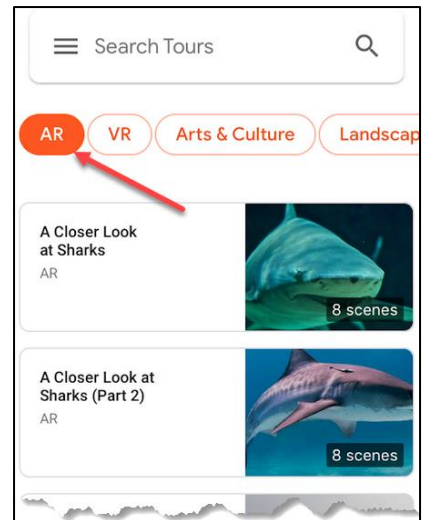 Search Tours
AR VR Arts & Culture Landscap
A Closer Look
at Sharks
AR
8 scenes
A Closer Look at
Sharks (Part 2)
AR
8 scenes